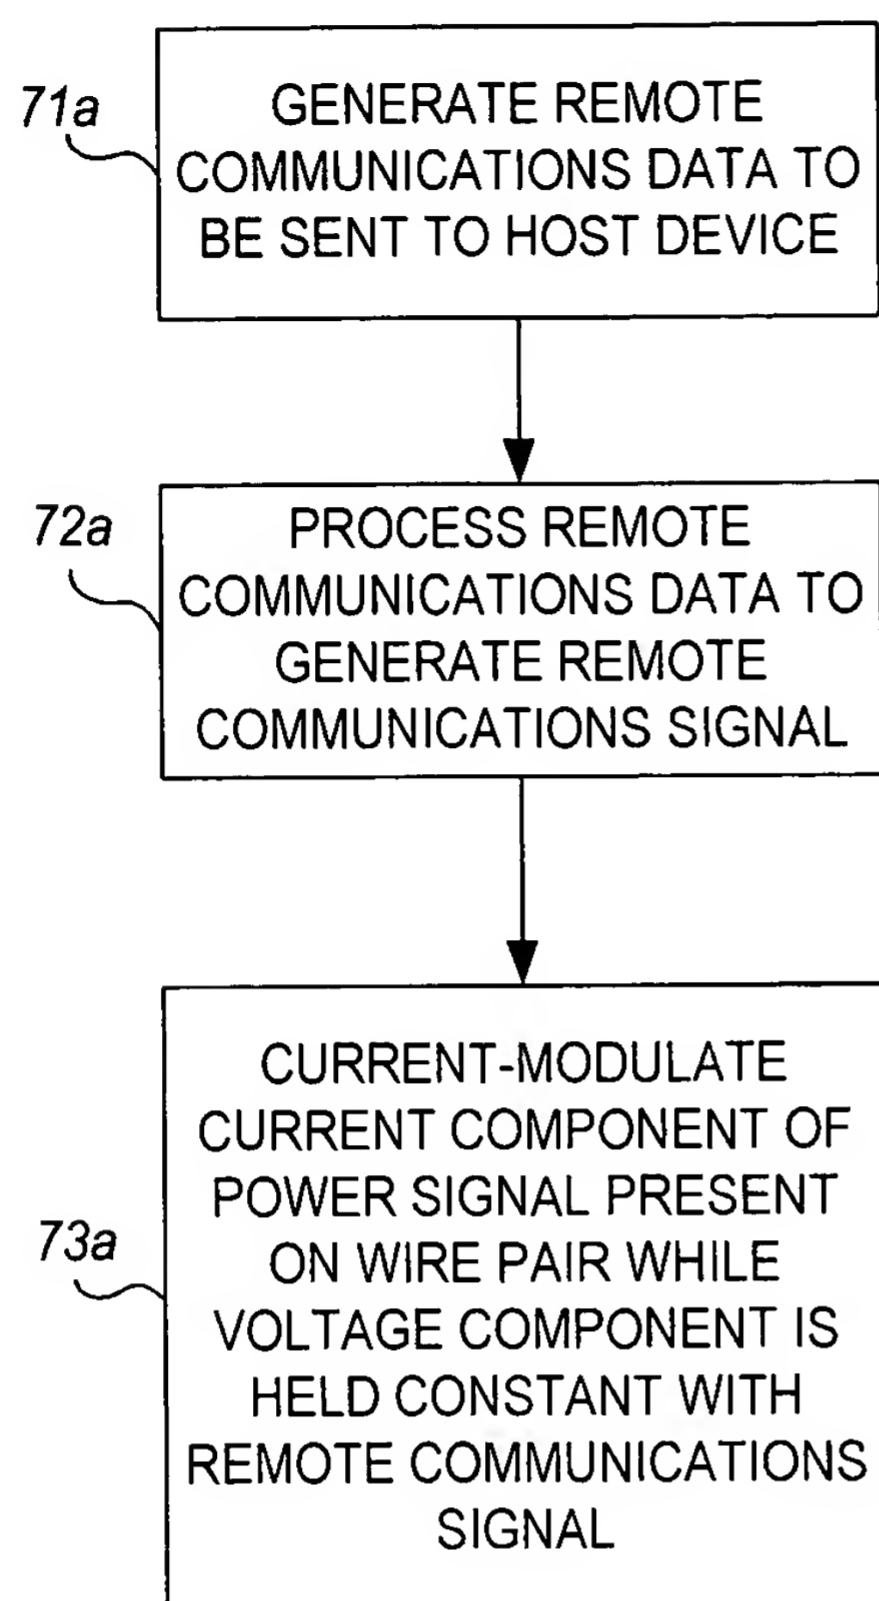 71a
GENERATE REMOTE
COMMUNICATIONS DATA TO
BE SENT TO HOST DEVICE
72a
PROCESS REMOTE
COMMUNICATIONS DATA TO
GENERATE REMOTE
COMMUNICATIONS SIGNAL
73a
CURRENT-MODULATE
CURRENT COMPONENT OF
POWER SIGNAL PRESENT
ON WIRE PAIR WHILE
VOLTAGE COMPONENT IS
HELD CONSTANT WITH
REMOTE COMMUNICATIONS
SIGNAL